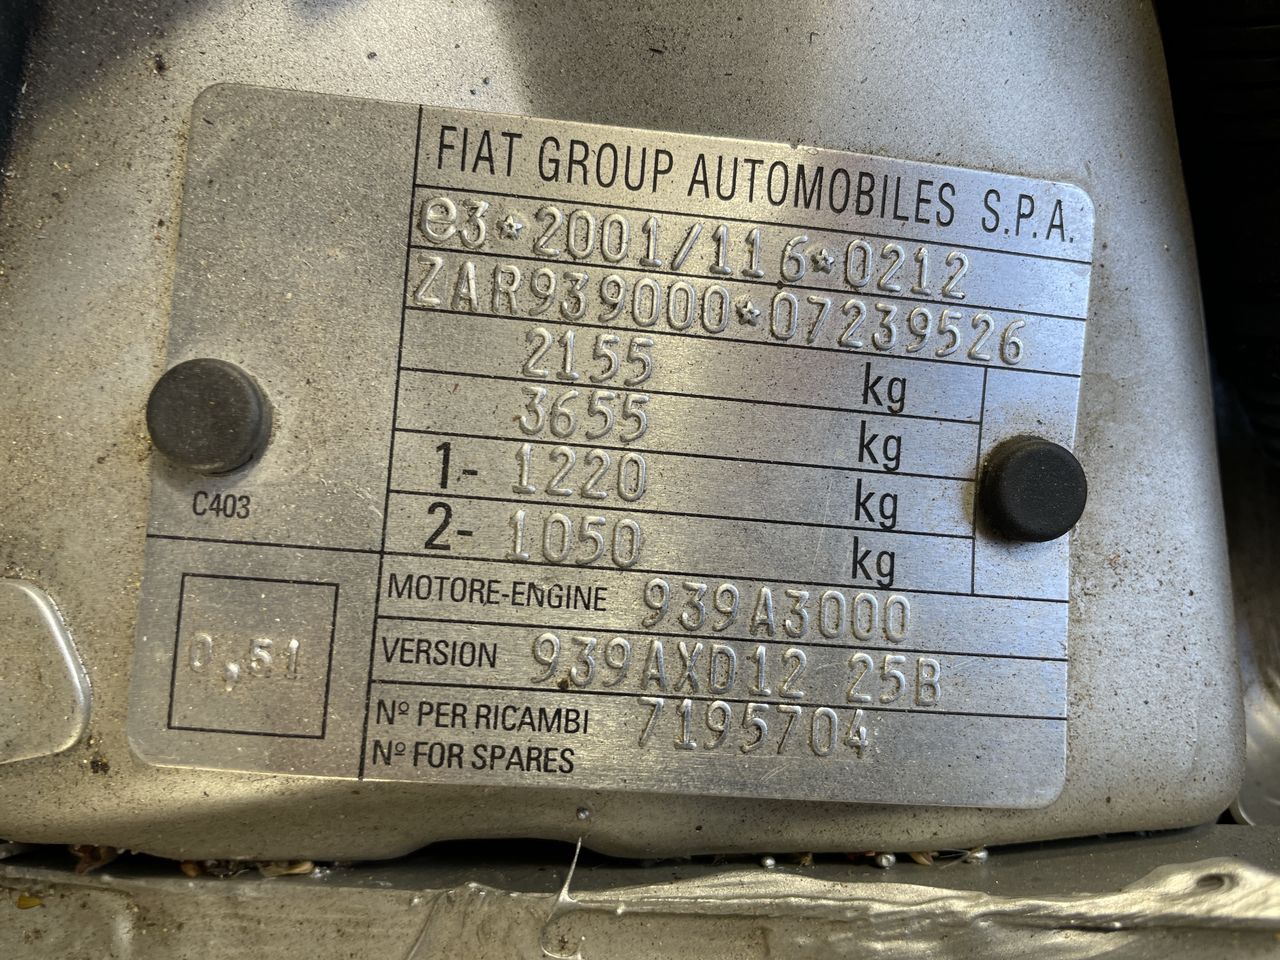 FIAT GROUP AUTOMOBILES S.P.A.
e3*2001/116*0212
ZAR939000*07239526
2155 kg
3655 kg
1- 1220 kg
2- 1050 kg
C403
MOTORE-ENGINE 939A3000
0,51
VERSION 939AXD12 25B
Nº PER RICAMBI 7195704
Nº FOR SPARES